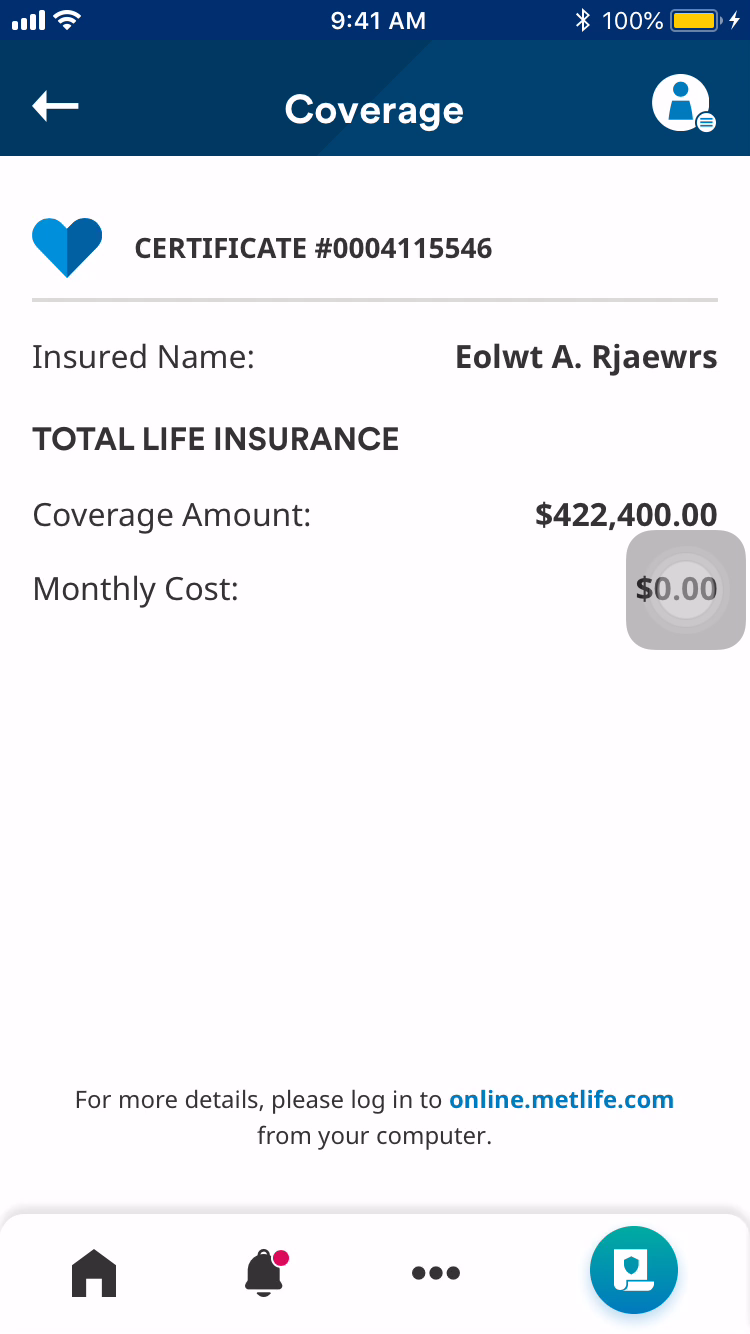 9:41 AM 100%
Coverage
CERTIFICATE #0004115546
Insured Name: Eolwt A. Rjaewrs
TOTAL LIFE INSURANCE
Coverage Amount: $422,400.00
Monthly Cost: $0.00
For more details, please log in to online.metlife.com
from your computer.